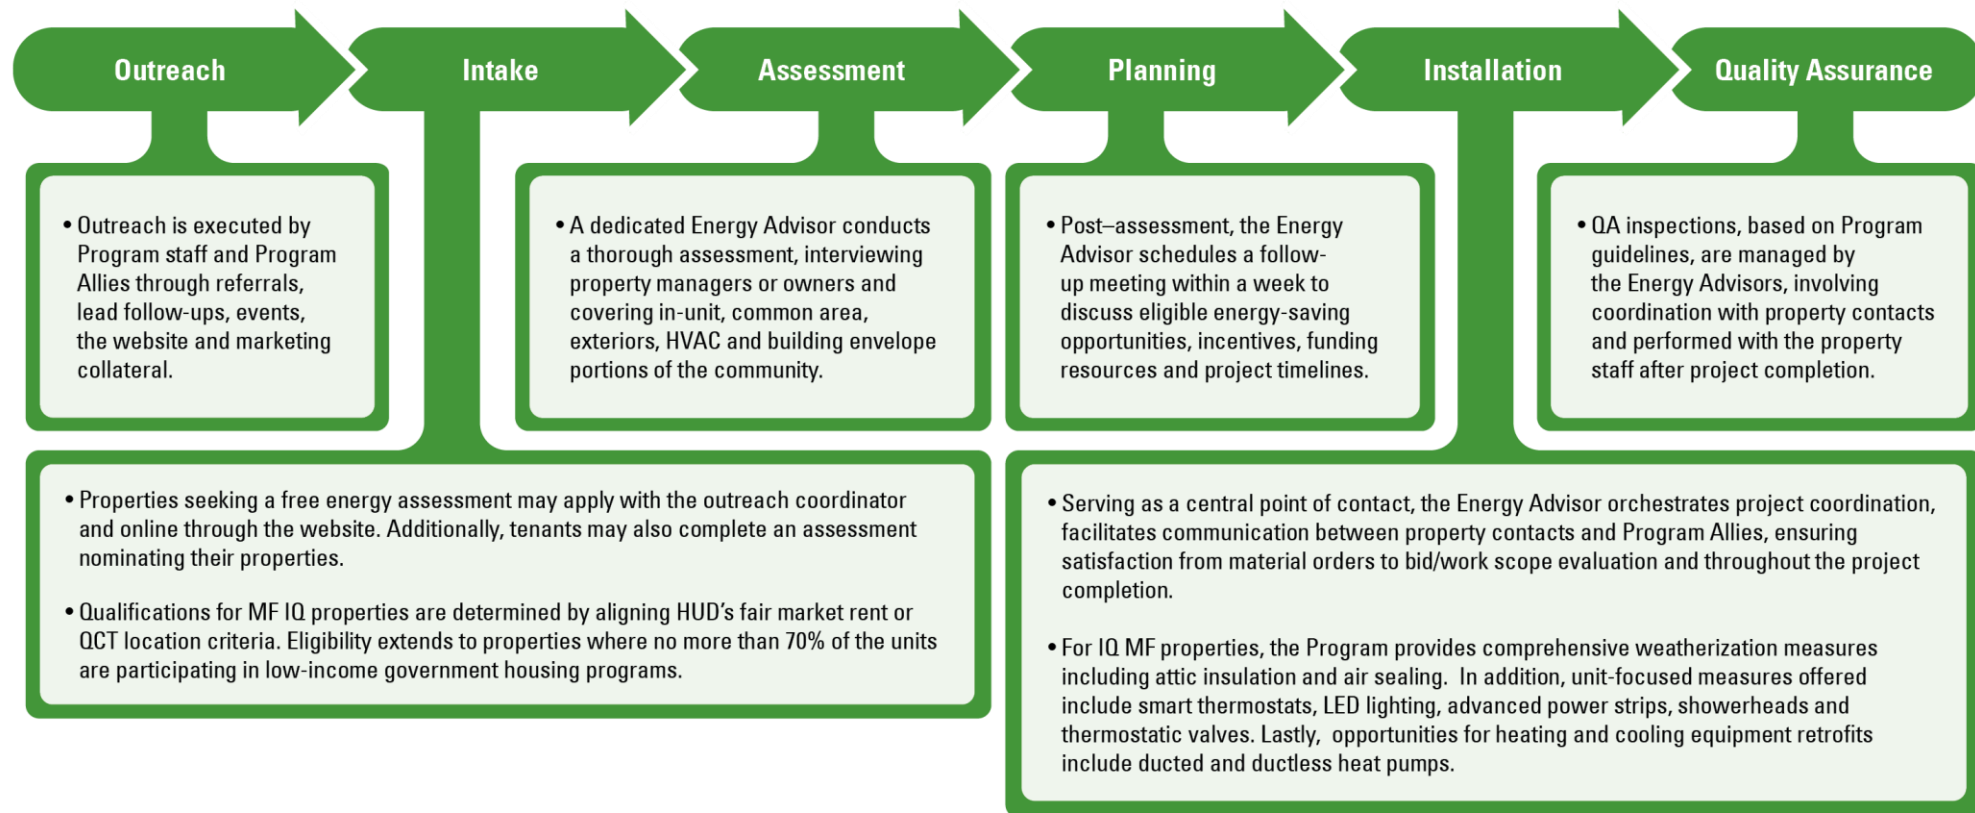 Outreach
Intake
Assessment
Planning
Installation
Quality Assurance
• Outreach is executed by
Program staff and Program
Allies through referrals,
lead follow-ups, events,
the website and marketing
collateral.
• A dedicated Energy Advisor conducts
a thorough assessment, interviewing
property managers or owners and
covering in-unit, common area,
exteriors, HVAC and building envelope
portions of the community.
• Post–assessment, the Energy
Advisor schedules a follow-
up meeting within a week to
discuss eligible energy-saving
opportunities, incentives, funding
resources and project timelines.
• QA inspections, based on Program
guidelines, are managed by
the Energy Advisors, involving
coordination with property contacts
and performed with the property
staff after project completion.
• Properties seeking a free energy assessment may apply with the outreach coordinator
and online through the website. Additionally, tenants may also complete an assessment
nominating their properties.
• Qualifications for MF IQ properties are determined by aligning HUD's fair market rent or
QCT location criteria. Eligibility extends to properties where no more than 70% of the units
are participating in low-income government housing programs.
• Serving as a central point of contact, the Energy Advisor orchestrates project coordination,
facilitates communication between property contacts and Program Allies, ensuring
satisfaction from material orders to bid/work scope evaluation and throughout the project
completion.
• For IQ MF properties, the Program provides comprehensive weatherization measures
including attic insulation and air sealing.  In addition, unit-focused measures offered
include smart thermostats, LED lighting, advanced power strips, showerheads and
thermostatic valves. Lastly,  opportunities for heating and cooling equipment retrofits
include ducted and ductless heat pumps.